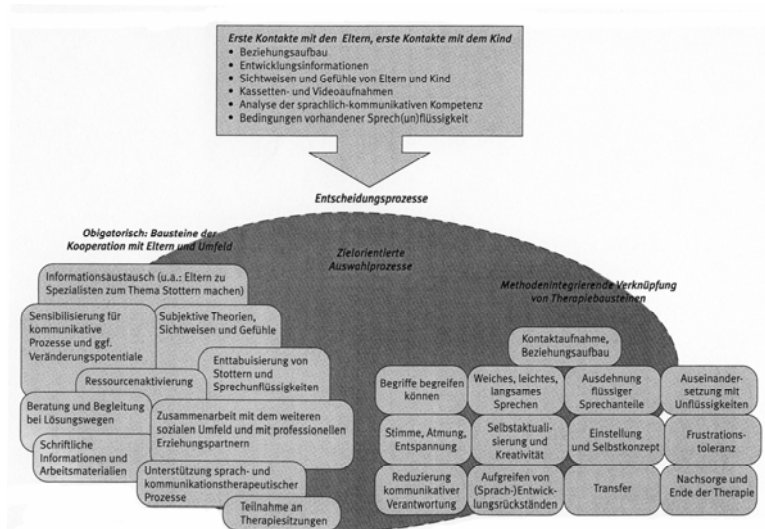 Erste Kontakte mit den Eltern, erste Kontakte mit dem Kind
• Beziehungsaufbau
• Entwicklungsinformationen
• Sichtweisen und Gefühle von Eltern und Kind
• Kassetten- und Videoaufnahmen
• Analyse der sprachlich-kommunikativen Kompetenz
• Bedingungen vorhandener Sprech(un)flüssigkeit
Entscheidungsprozesse
Obigatorisch: Bausteine der
Kooperation mit Eltern und Umfeld
Zielorientierte
Auswahlprozesse
Methodenintegrierende Verknüpfung
von Therapiebausteinen
Informationsaustausch (u.a.: Eltern zu
Spezialisten zum Thema Stottern machen)
Sensibilisierung für
kommunikative
Prozesse und ggf.
Veränderungspotentiale
Subjektive Theorien,
Sichtweisen und Gefühle
Enttabuisierung von
Stottern und
Sprechunflüssigkeiten
Ressourcenaktivierung
Beratung und Begleitung
bei Lösungswegen
Zusammenarbeit mit dem weiteren
sozialen Umfeld und mit professionellen
Erziehungspartnern
Schriftliche
Informationen und
Arbeitsmaterialien
Unterstützung sprach- und
kommunikationstherapeutischer
Prozesse
Teilnahme an
Therapiesitzungen
Kontaktaufnahme,
Beziehungsaufbau
Begriffe begreifen
können
Weiches, leichtes,
langsames
Sprechen
Ausdehnung
flüssiger
Sprechanteile
Auseinander-
setzung mit
Unflüssigkeiten
Stimme, Atmung,
Entspannung
Selbstaktuali-
sierung und
Kreativität
Einstellung
und Selbstkonzept
Frustrations-
toleranz
Reduzierung
kommunikativer
Verantwortung
Aufgreifen von
(Sprach-)Entwick-
lungsrückständen
Transfer
Nachsorge und
Ende der Therapie